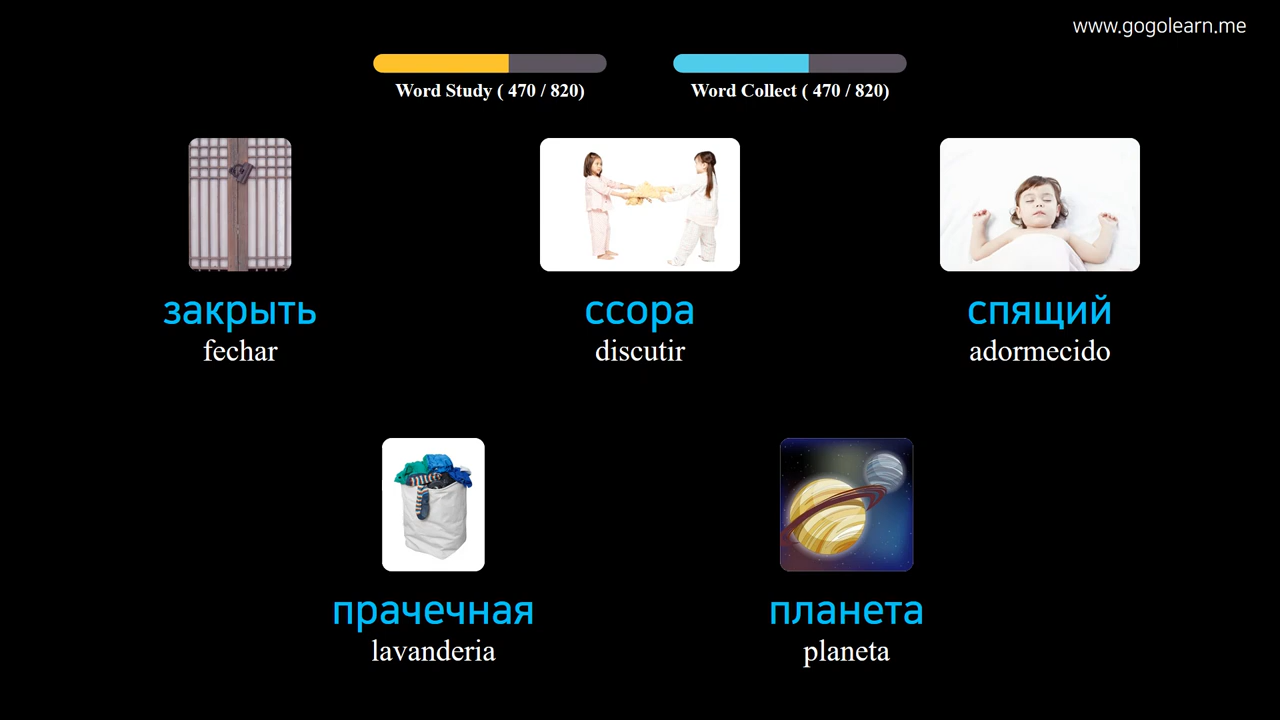 www.gogolearn.me
Word Study ( 470 / 820)
Word Collect ( 470 / 820)
закрыть
fechar
ссора
discutir
спящий
adormecido
прачечная
lavanderia
планета
planeta